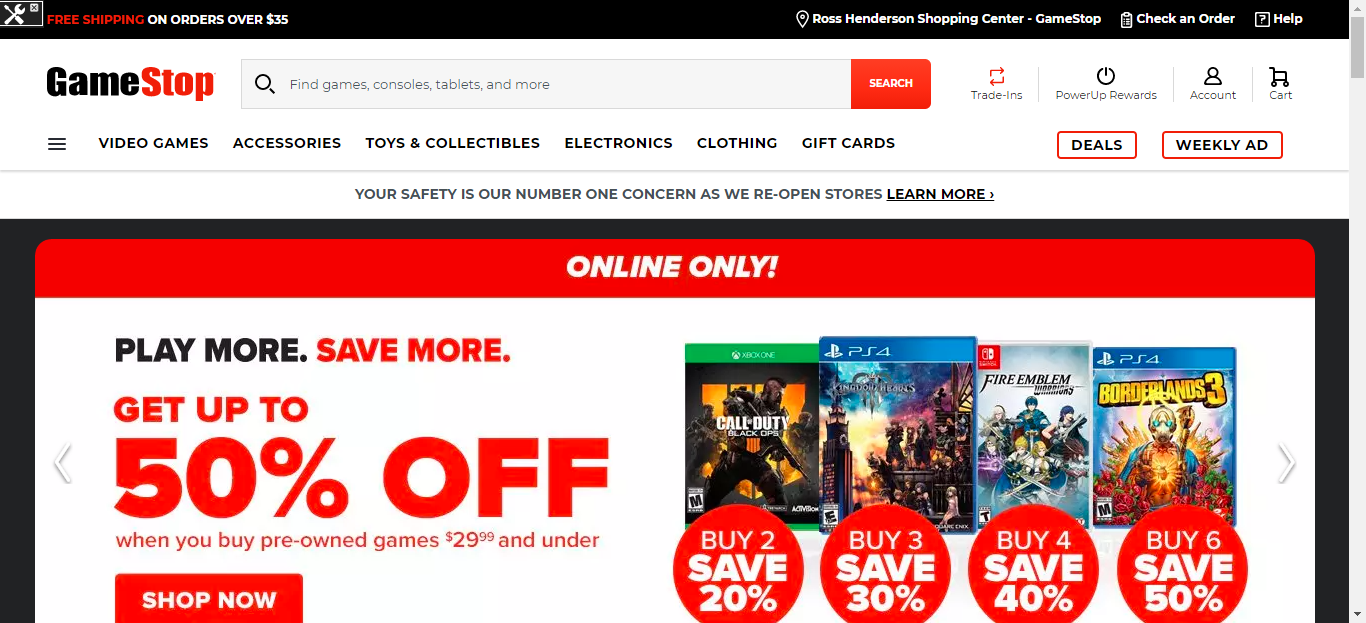 FREE SHIPPING ON ORDERS OVER $35
Ross Henderson Shopping Center - GameStop
Check an Order
Help
GameStop
Find games, consoles, tablets, and more
SEARCH
Trade-Ins
PowerUp Rewards
Account
Cart
VIDEO GAMES
ACCESSORIES
TOYS & COLLECTIBLES
ELECTRONICS
CLOTHING
GIFT CARDS
DEALS
WEEKLY AD
YOUR SAFETY IS OUR NUMBER ONE CONCERN AS WE RE-OPEN STORES LEARN MORE ›
ONLINE ONLY!
PLAY MORE. SAVE MORE.
GET UP TO
50% OFF
when you buy pre-owned games $29⁹⁹ and under
SHOP NOW
XBOX ONE
CALL OF DUTY
BLACK OPS
IIII
M
ACTIVISION
PS4
KINGDOM HEARTS
E
SQUARE ENIX
FIRE EMBLEM
WARRIORS
T
PS4
BORDERLANDS 3
M
BUY 2
SAVE
20%
BUY 3
SAVE
30%
BUY 4
SAVE
40%
BUY 6
SAVE
50%